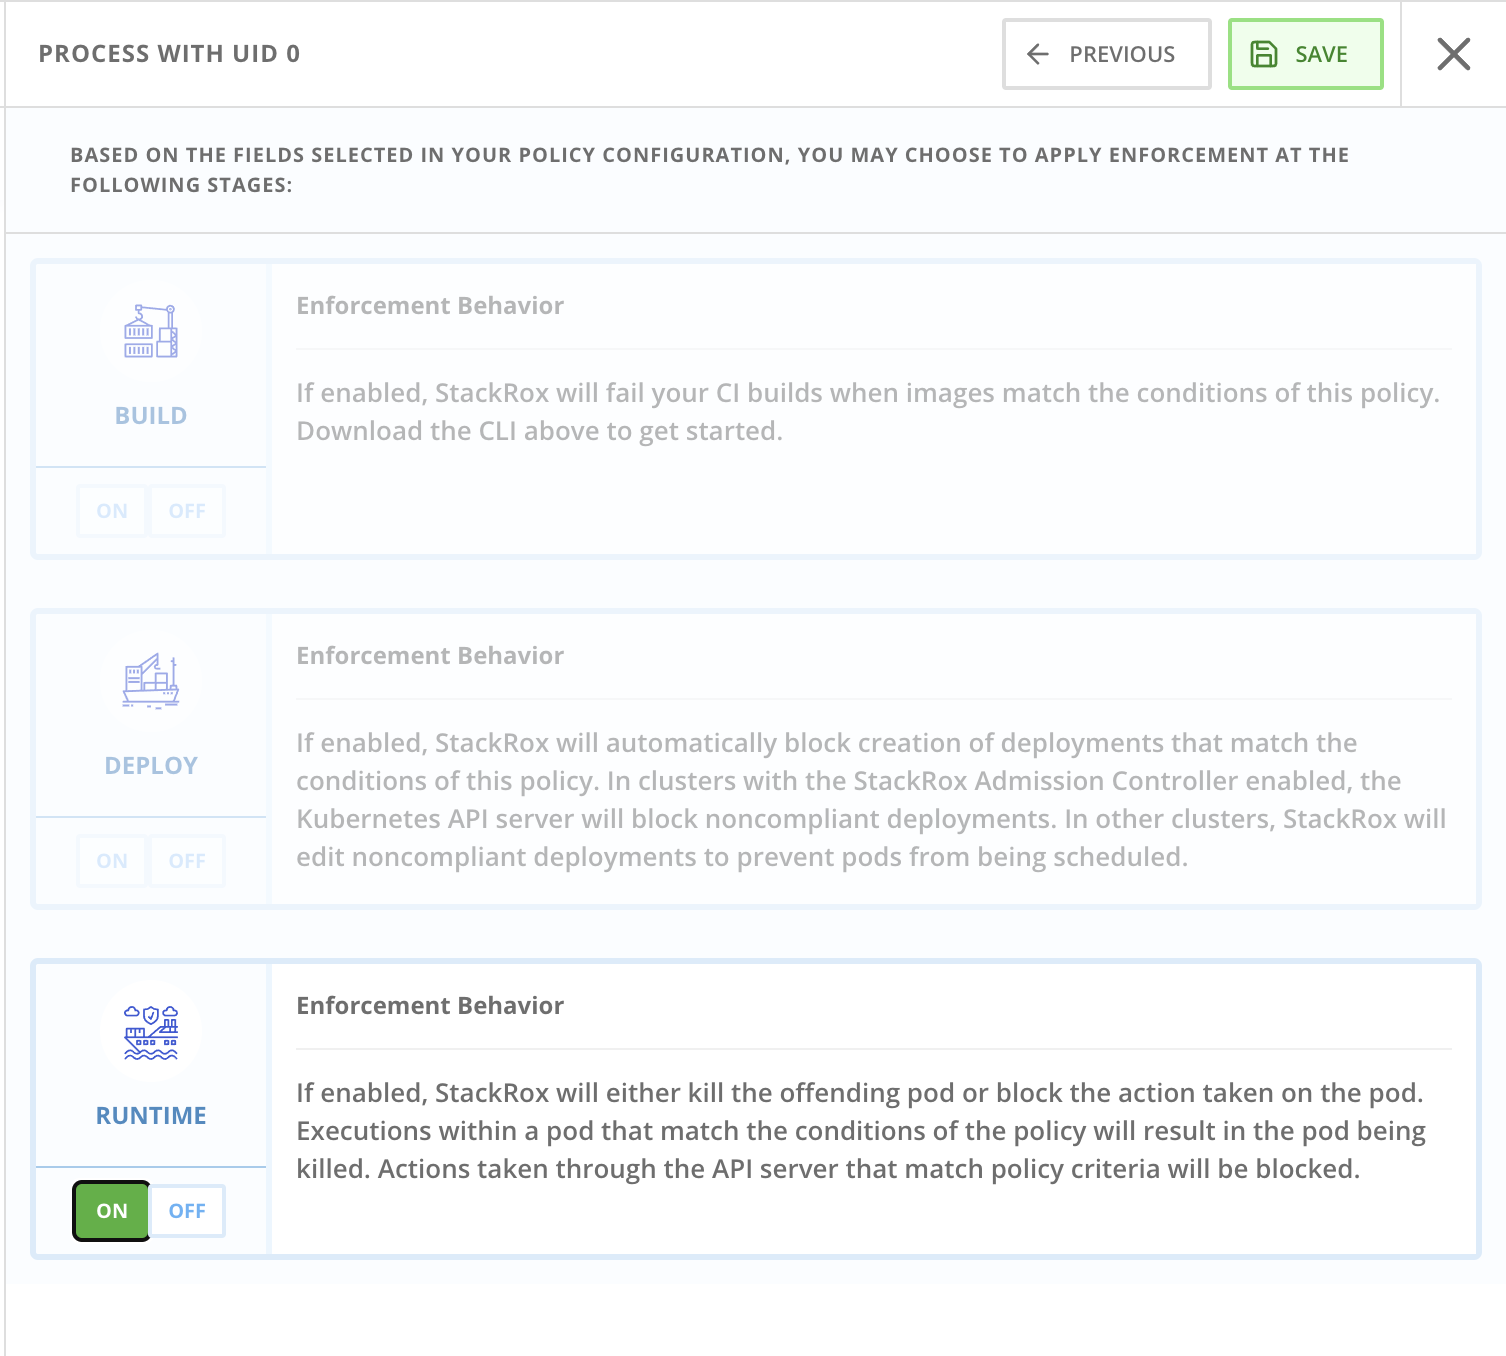 PROCESS WITH UID 0
PREVIOUS
SAVE
BASED ON THE FIELDS SELECTED IN YOUR POLICY CONFIGURATION, YOU MAY CHOOSE TO APPLY ENFORCEMENT AT THE
FOLLOWING STAGES:
BUILD
ON OFF
Enforcement Behavior
If enabled, StackRox will fail your CI builds when images match the conditions of this policy.
Download the CLI above to get started.
DEPLOY
ON OFF
Enforcement Behavior
If enabled, StackRox will automatically block creation of deployments that match the
conditions of this policy. In clusters with the StackRox Admission Controller enabled, the
Kubernetes API server will block noncompliant deployments. In other clusters, StackRox will
edit noncompliant deployments to prevent pods from being scheduled.
RUNTIME
ON OFF
Enforcement Behavior
If enabled, StackRox will either kill the offending pod or block the action taken on the pod.
Executions within a pod that match the conditions of the policy will result in the pod being
killed. Actions taken through the API server that match policy criteria will be blocked.